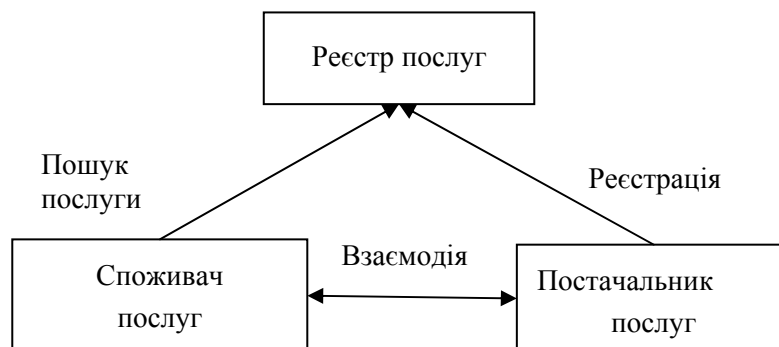 Реєстр послуг
Пошук
послуги
Реєстрація
Взаємодія
Споживач
послуг
Постачальник
послуг